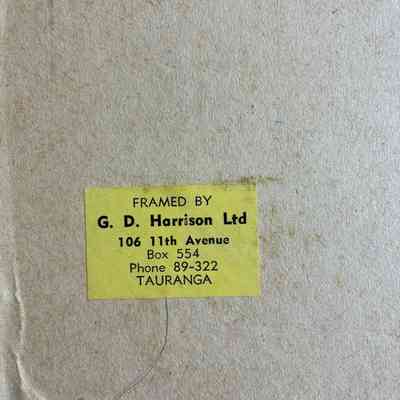 FRAMED BY
G. D. Harrison Ltd
106 11th Avenue
Box 554
Phone 89-322
TAURANGA